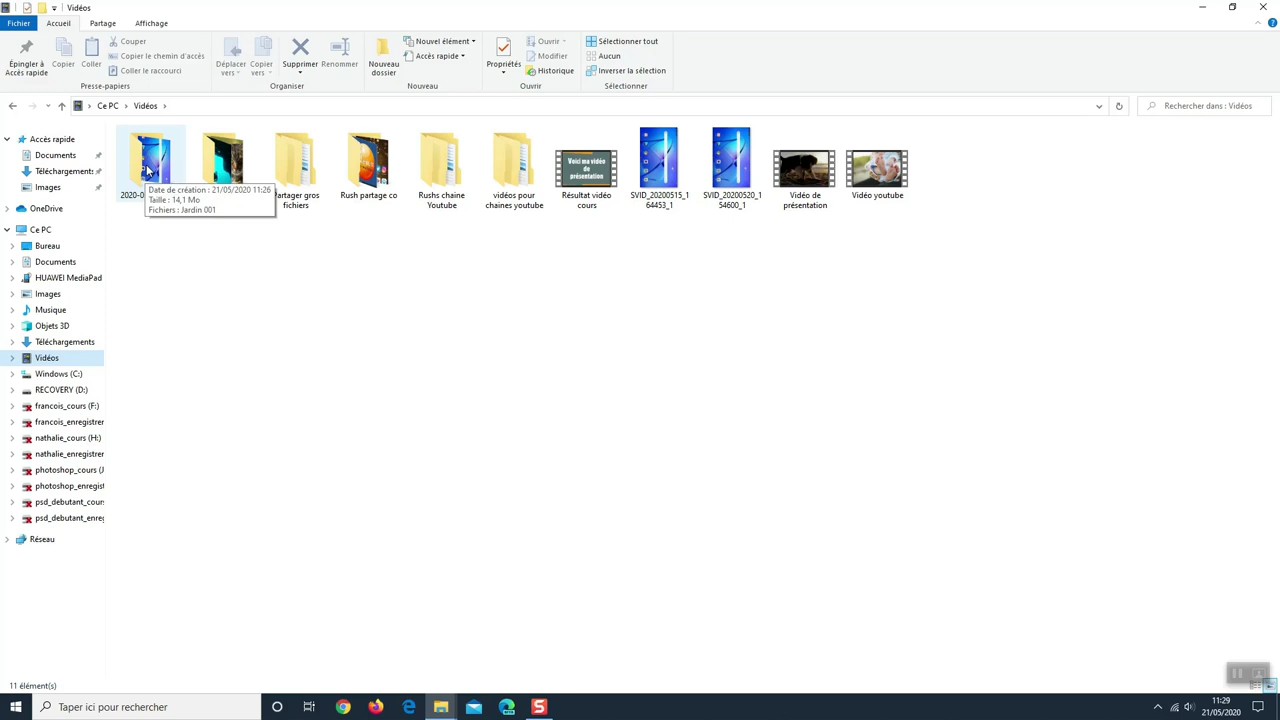 Vidéos
Fichier Accueil Partage Affichage
Épingler à Accès rapide
Copier
Coller
Couper
Copier le chemin d'accès
Coller le raccourci
Presse-papiers
Déplacer vers
Copier vers
Supprimer
Renommer
Organiser
Nouveau dossier
Nouvel élément
Accès rapide
Nouveau
Propriétés
Ouvrir
Modifier
Historique
Ouvrir
Sélectionner tout
Aucun
Inverser la sélection
Sélectionner
Ce PC > Vidéos >
Rechercher dans : Vidéos
Accès rapide
Documents
Téléchargements
Images
OneDrive
Ce PC
Bureau
Documents
HUAWEI MediaPad
Images
Musique
Objets 3D
Téléchargements
Vidéos
Windows (C:)
RECOVERY (D:)
francois_cours (F:)
francois_enregistrer
nathalie_cours (H:)
nathalie_enregistrer
photoshop_cours (J
photoshop_enregist
psd_debutant_cours
psd_debutant_enreg
Réseau
2020-0
Date de création : 21/05/2020 11:26
Taille : 14,1 Mo
Fichiers : Jardin 001
Partager gros
fichiers
Rush partage co
Rushs chaine
Youtube
vidéos pour
chaines youtube
Voici ma vidéo
de
présentation
Résultat vidéo
cours
SVID_20200515_1
64453_1
SVID_20200520_1
54600_1
Vidéo de
présentation
Vidéo youtube
11 élément(s)
Taper ici pour rechercher
11:29
21/05/2020